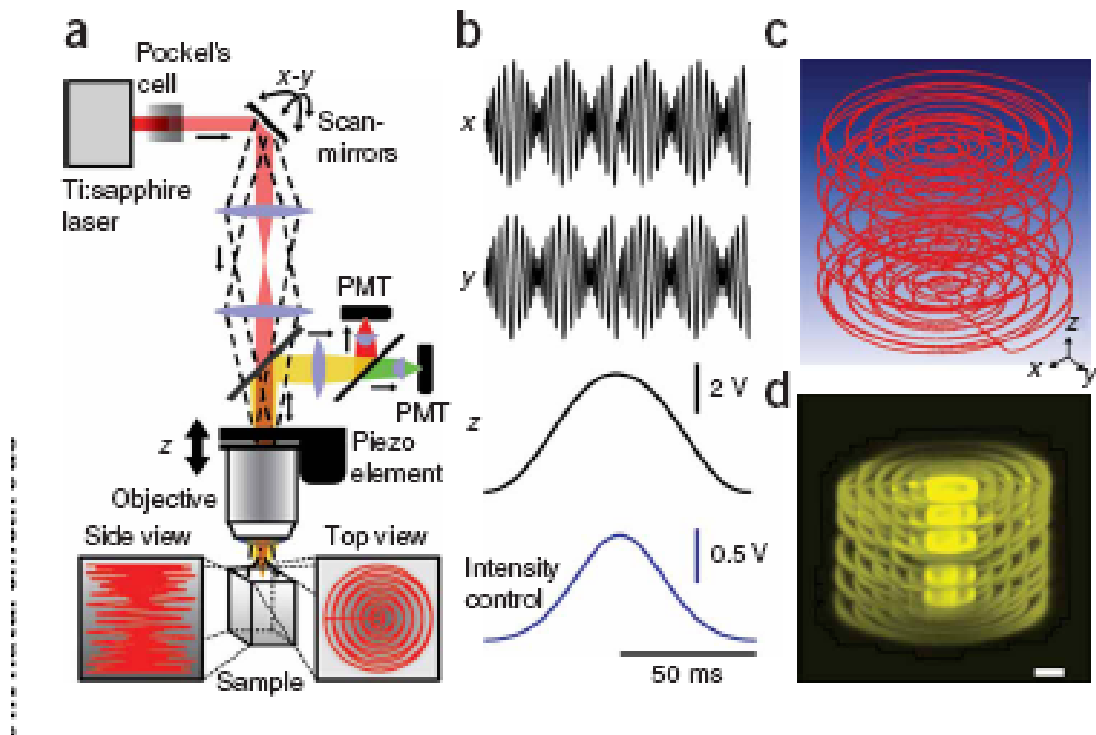 a
Pockel's
cell
x-y
Scan-
mirrors
Ti:sapphire
laser
PMT
PMT
z
Piezo
element
Objective
Side view
Top view
Sample
b
x
y
z
2 V
Intensity
control
0.5 V
50 ms
c
z
x
y
d